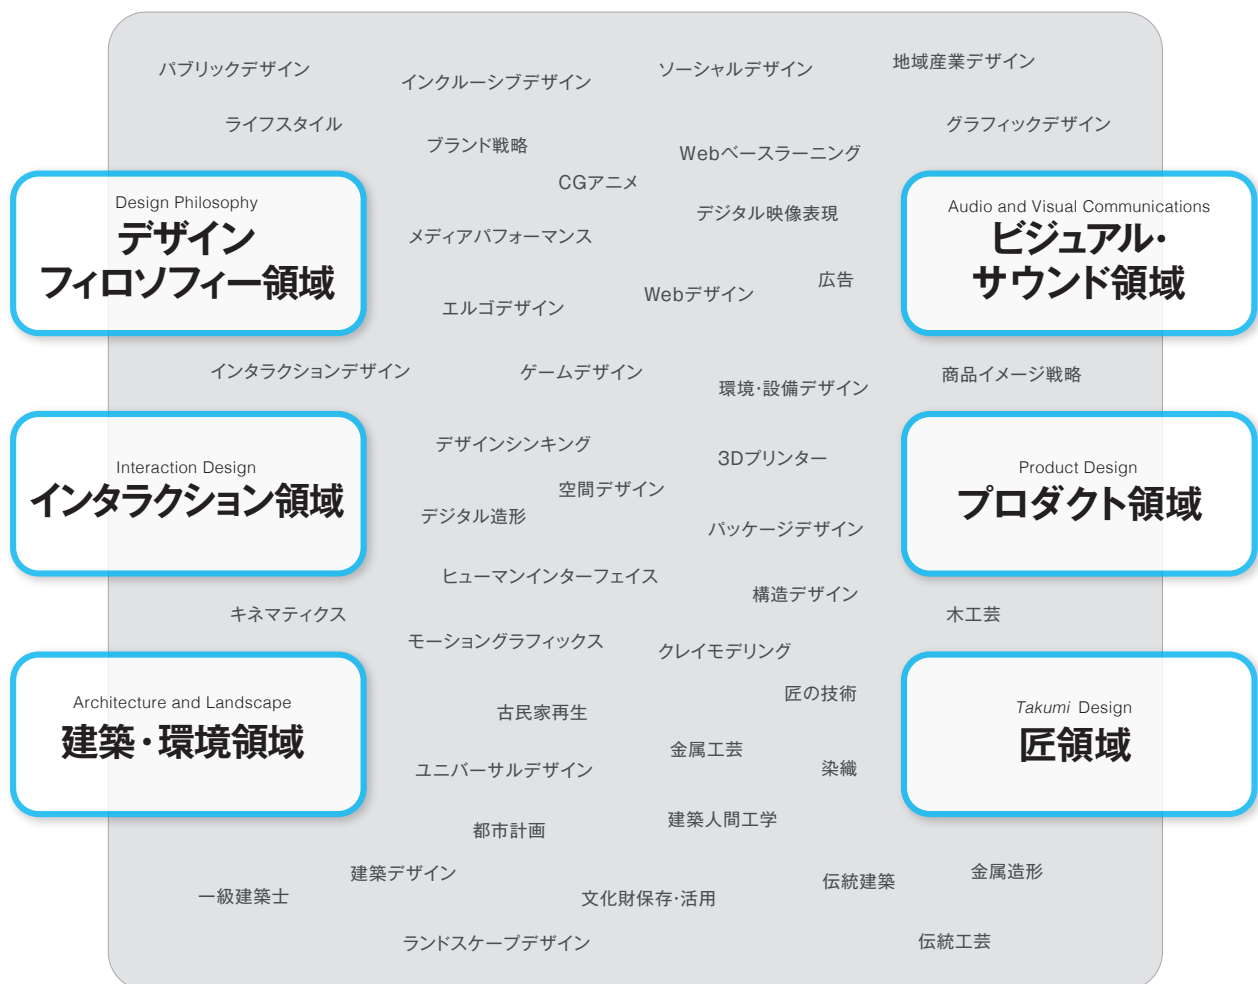 パブリックデザイン
インクルーシブデザイン
ソーシャルデザイン
地域産業デザイン
ライフスタイル
ブランド戦略
Webベースラーニング
グラフィックデザイン
CGアニメ
Design Philosophy
デザイン
フィロソフィー領域
メディアパフォーマンス
デジタル映像表現
Audio and Visual Communications
ビジュアル・
サウンド領域
エルゴデザイン
Webデザイン
広告
インタラクションデザイン
ゲームデザイン
環境・設備デザイン
商品イメージ戦略
Interaction Design
インタラクション領域
デザインシンキング
3Dプリンター
空間デザイン
デジタル造形
パッケージデザイン
Product Design
プロダクト領域
ヒューマンインターフェイス
構造デザイン
キネマティクス
木工芸
モーショングラフィックス
クレイモデリング
Architecture and Landscape
建築・環境領域
古民家再生
匠の技術
Takumi Design
匠領域
金属工芸
ユニバーサルデザイン
染織
都市計画
建築人間工学
建築デザイン
一級建築士
文化財保存・活用
伝統建築
金属造形
ランドスケープデザイン
伝統工芸